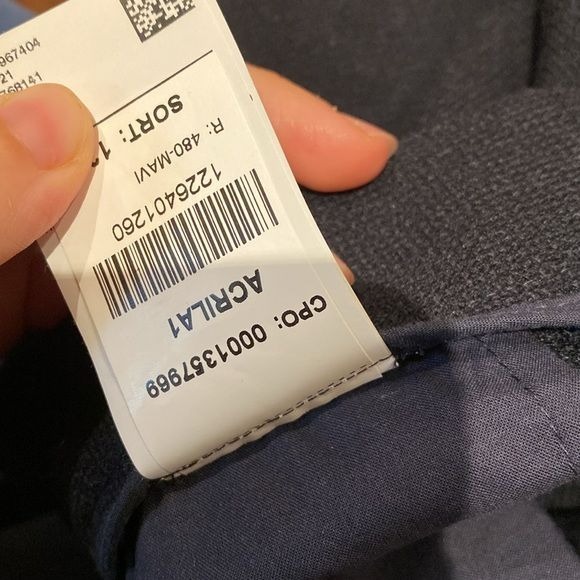 CPO: 0001357969
ACRILA1
1226401260
R: 480-MAVI
SORT:
967404
21
768141